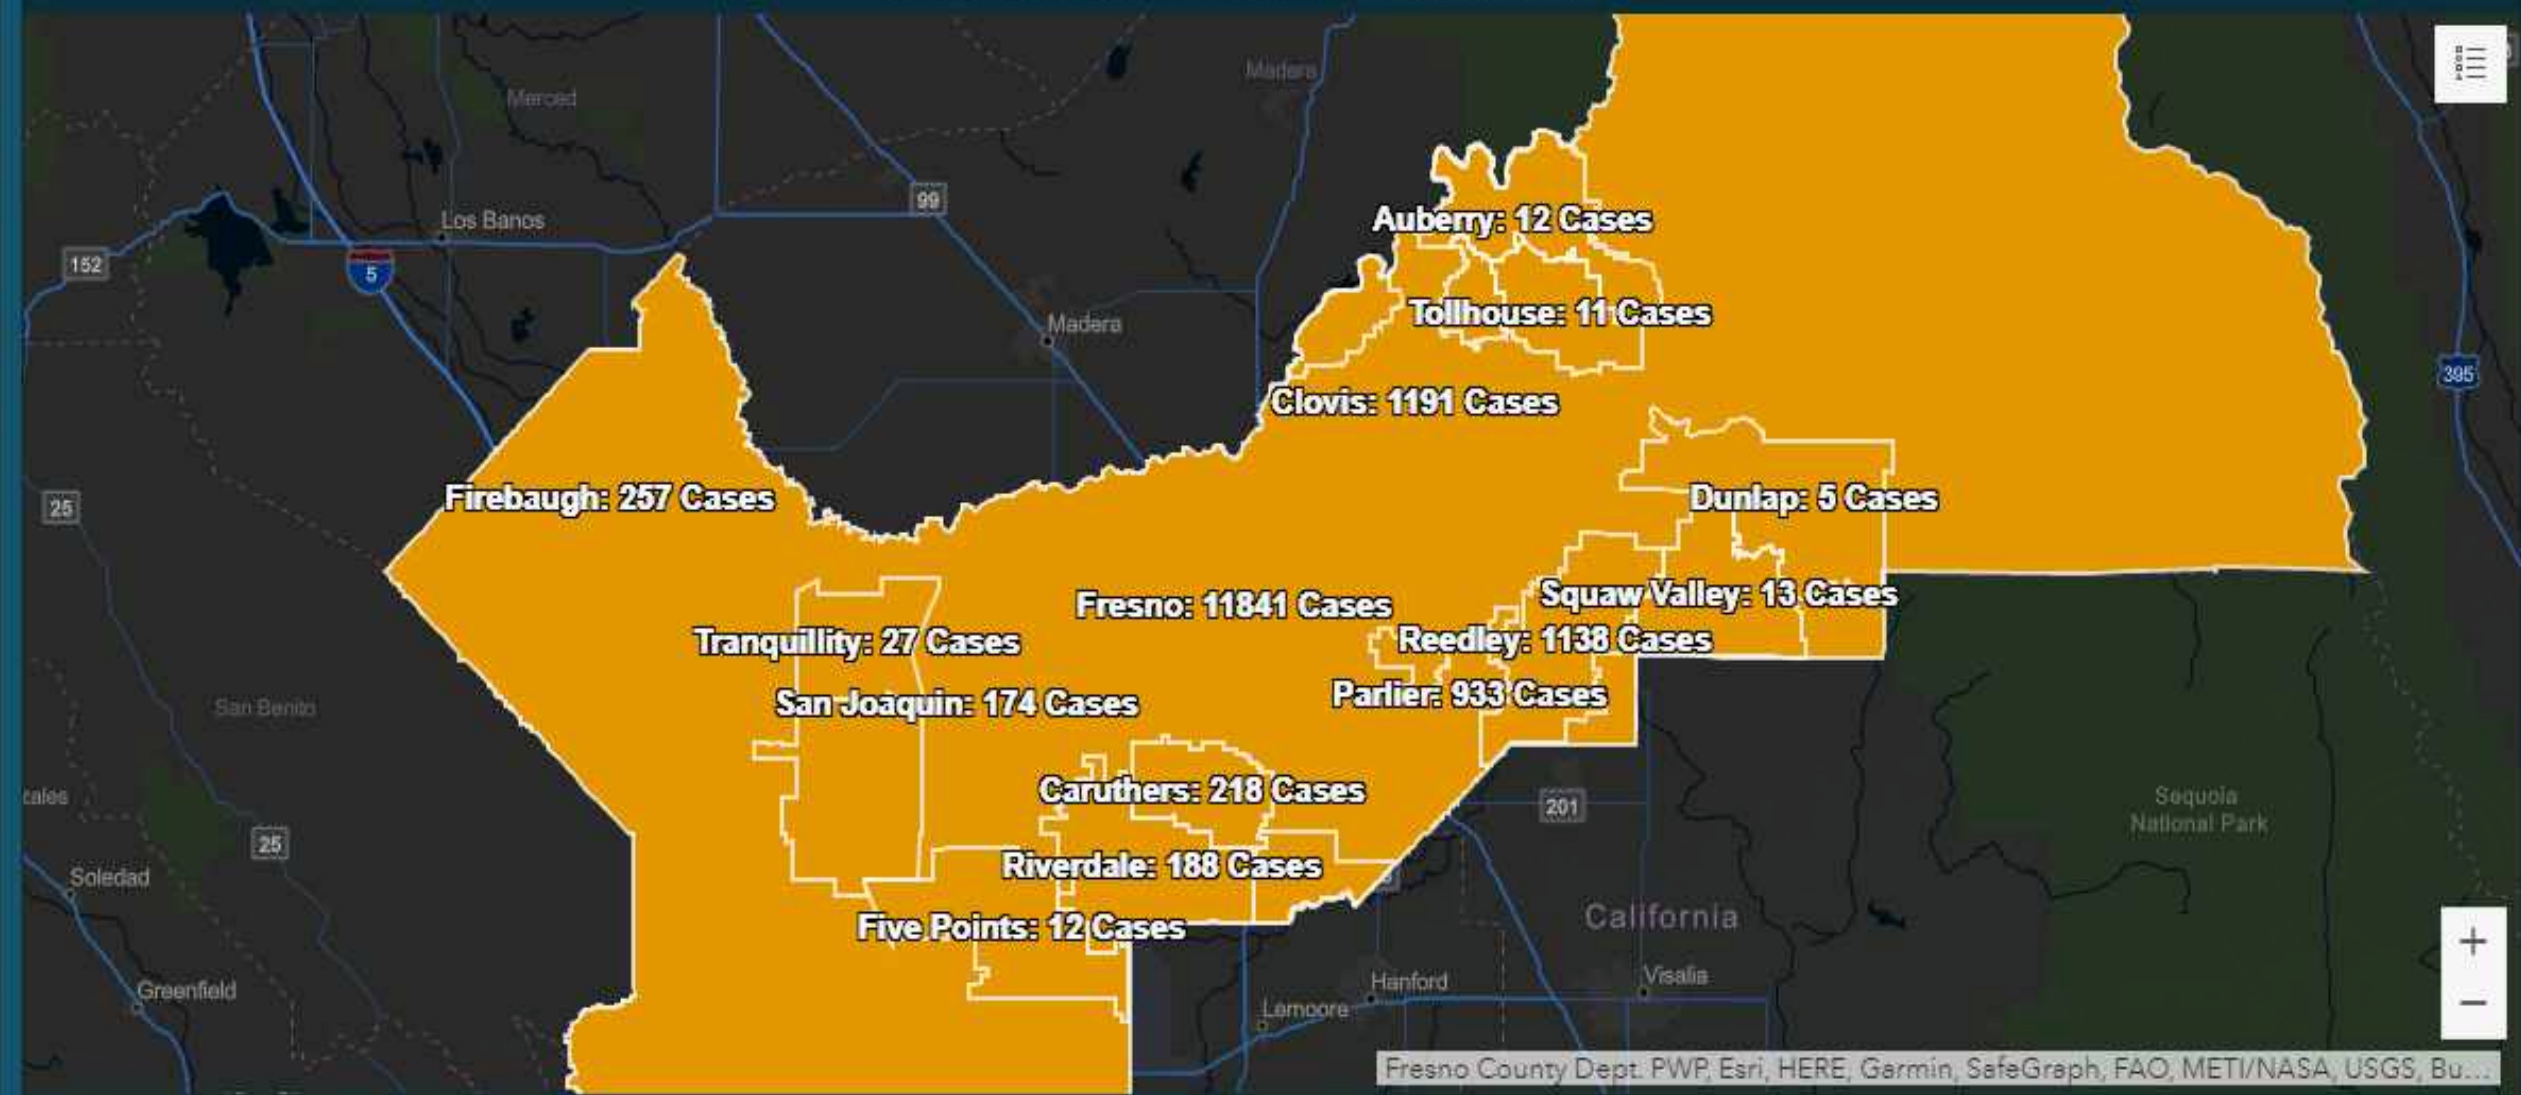 Madera
Merced
99
Los Banos
Auberry: 12 Cases
152
5
Madera
Tollhouse: 11 Cases
395
Clovis: 1191 Cases
25
Firebaugh: 257 Cases
Dunlap: 5 Cases
Fresno: 11841 Cases
Squaw Valley: 13 Cases
Tranquillity: 27 Cases
Reedley: 1138 Cases
San Benito
San Joaquin: 174 Cases
Parlier: 933 Cases
Caruthers: 218 Cases
zales
201
Sequoia
National Park
25
Soledad
Riverdale: 188 Cases
California
Five Points: 12 Cases
Greenfield
Hanford
Visalia
Lemoore
Fresno County Dept. PWP, Esri, HERE, Garmin, SafeGraph, FAO, METI/NASA, USGS, Bu...